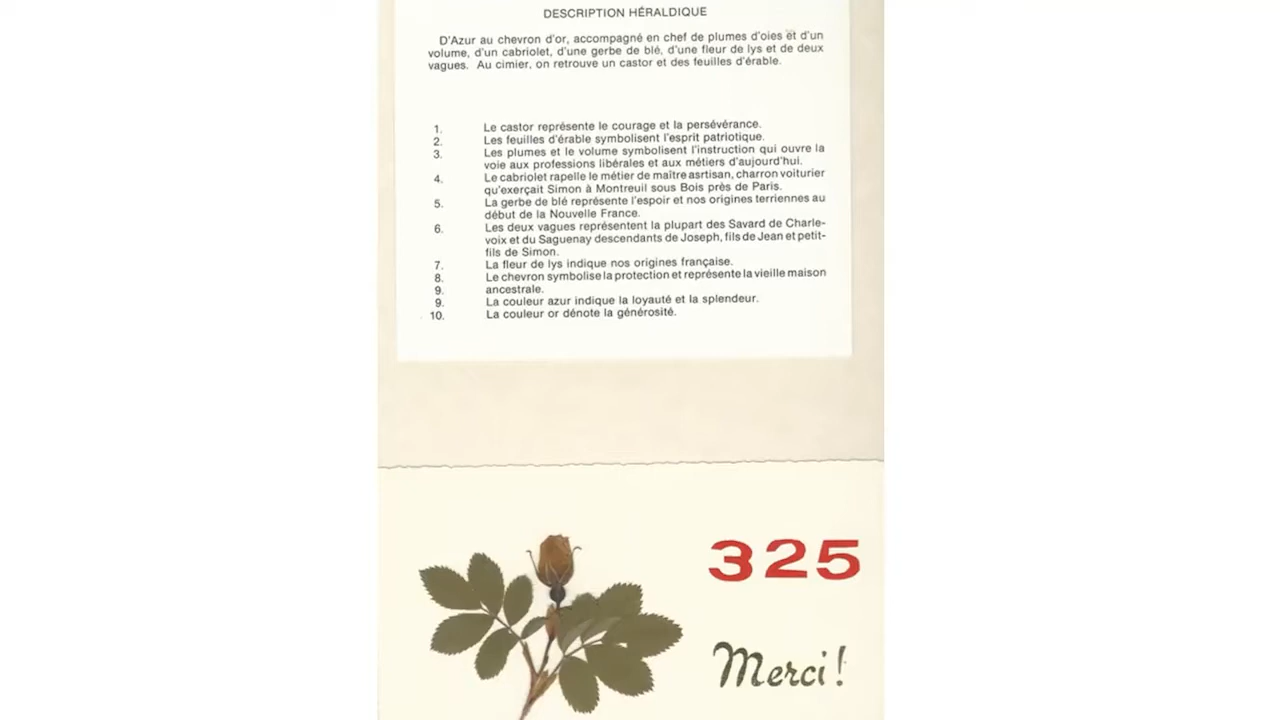 DESCRIPTION HÉRALDIQUE
D'Azur au chevron d'or, accompagné en chef de plumes d'oies et d'un
volume, d'un cabriolet, d'une gerbe de blé, d'une fleur de lys et de deux
vagues. Au cimier, on retrouve un castor et des feuilles d'érable.
1. Le castor représente le courage et la persévérance.
2. Les feuilles d'érable symbolisent l'esprit patriotique.
3. Les plumes et le volume symbolisent l'instruction qui ouvre la
voie aux professions libérales et aux métiers d'aujourd'hui.
4. Le cabriolet rapelle le métier de maître asrtisan, charron voiturier
qu'exerçait Simon à Montreuil sous Bois près de Paris.
5. La gerbe de blé représente l'espoir et nos origines terriennes au
début de la Nouvelle France.
6. Les deux vagues représentent la plupart des Savard de Charle-
voix et du Saguenay descendants de Joseph, fils de Jean et petit-
fils de Simon.
7. La fleur de lys indique nos origines française.
8. Le chevron symbolise la protection et représente la vieille maison
9. ancestrale.
9. La couleur azur indique la loyauté et la splendeur.
10. La couleur or dénote la générosité.
325
Merci!